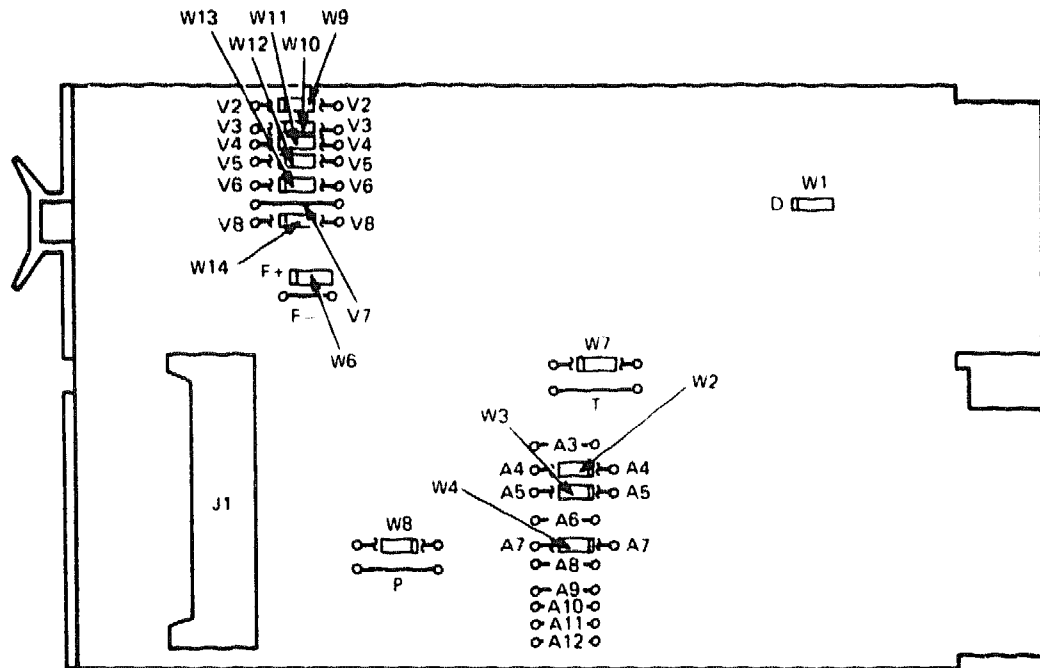 W13 W11 W9
W12 W10
V2 V2
V3 V3
V4 V4
V5 V5
V6 V6
V8 V8
W14
F+
F- V7
W6
D W1
W7
W2
T
W3
A3
A4 A4
W4 A5 A5
A6
J1
W8
A7 A7
A8
P
A9
A10
A11
A12